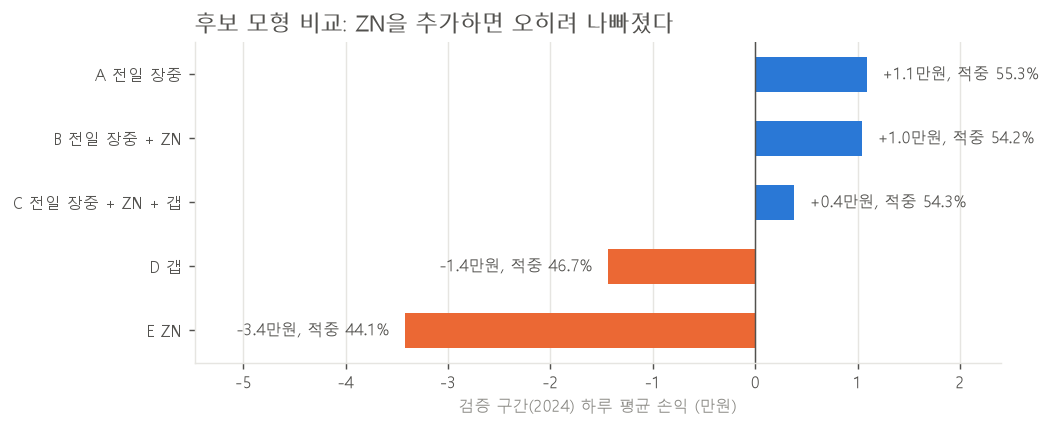 후보 모형 비교: ZN을 추가하면 오히려 나빠졌다
A 전일 장중
+1.1만원, 적중 55.3%
B 전일 장중 + ZN
+1.0만원, 적중 54.2%
C 전일 장중 + ZN + 갭
+0.4만원, 적중 54.3%
D 갭
-1.4만원, 적중 46.7%
E ZN
-3.4만원, 적중 44.1%
-5 -4 -3 -2 -1 0 1 2
검증 구간(2024) 하루 평균 손익 (만원)